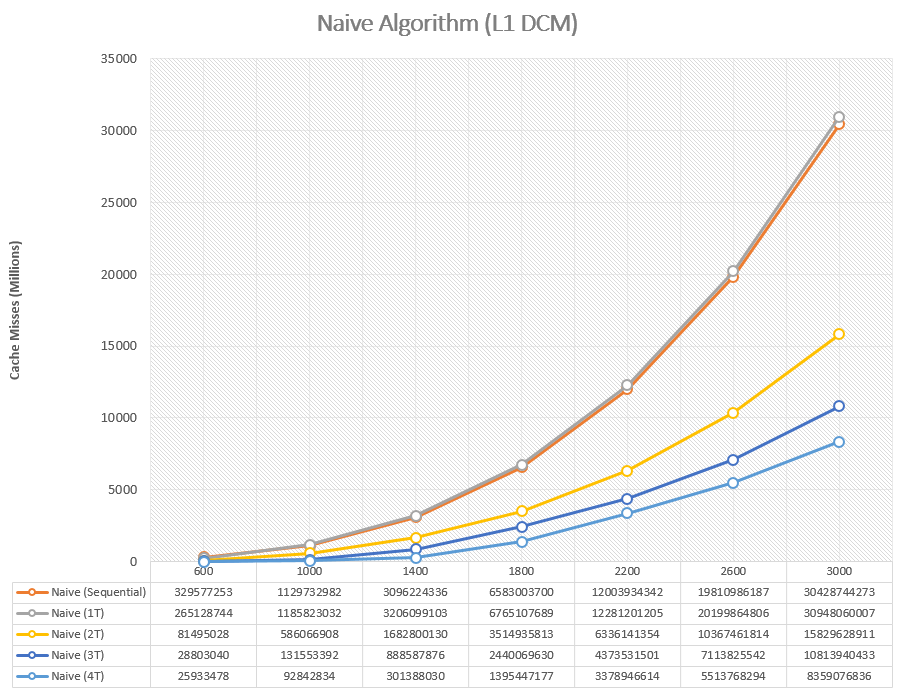 Naive Algorithm (L1 DCM)
35000
30000
25000
20000
15000
10000
5000
0
Cache Misses (Millions)
600 1000 1400 1800 2200 2600 3000
Naive (Sequential) 329577253 1129732982 3096224336 6583003700 12003934342 19810986187 30428744273
Naive (1T) 265128744 1185823032 3206099103 6765107689 12281201205 20199864806 30948060007
Naive (2T) 81495028 586066908 1682800130 3514935813 6336141354 10367461814 15829628911
Naive (3T) 28803040 131553392 888587876 2440069630 4373531501 7113825542 10813940433
Naive (4T) 25933478 92842834 301388030 1395447177 3378946614 5513768294 8359076836